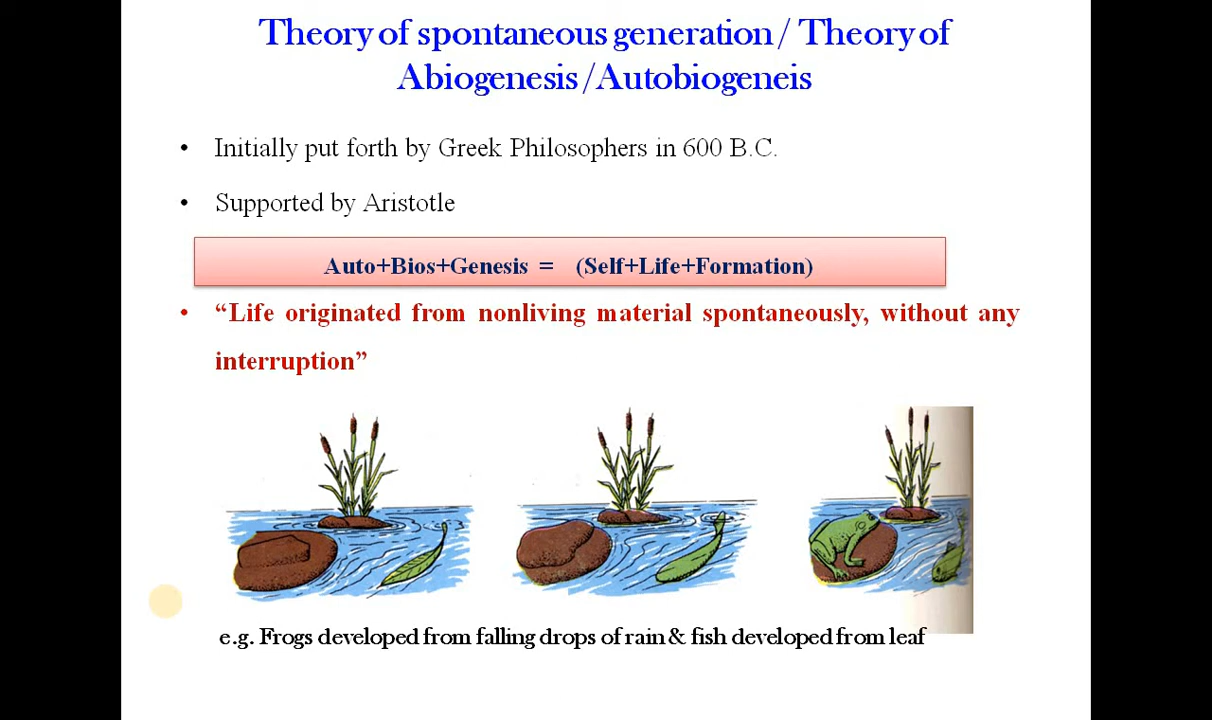 Theory of spontaneous generation / Theory of
Abiogenesis /Autobiogeneis
• Initially put forth by Greek Philosophers in 600 B.C.
• Supported by Aristotle
Auto+Bios+Genesis = (Self+Life+Formation)
• “Life originated from nonliving material spontaneously, without any
interruption”
e.g. Frogs developed from falling drops of rain & fish developed from leaf